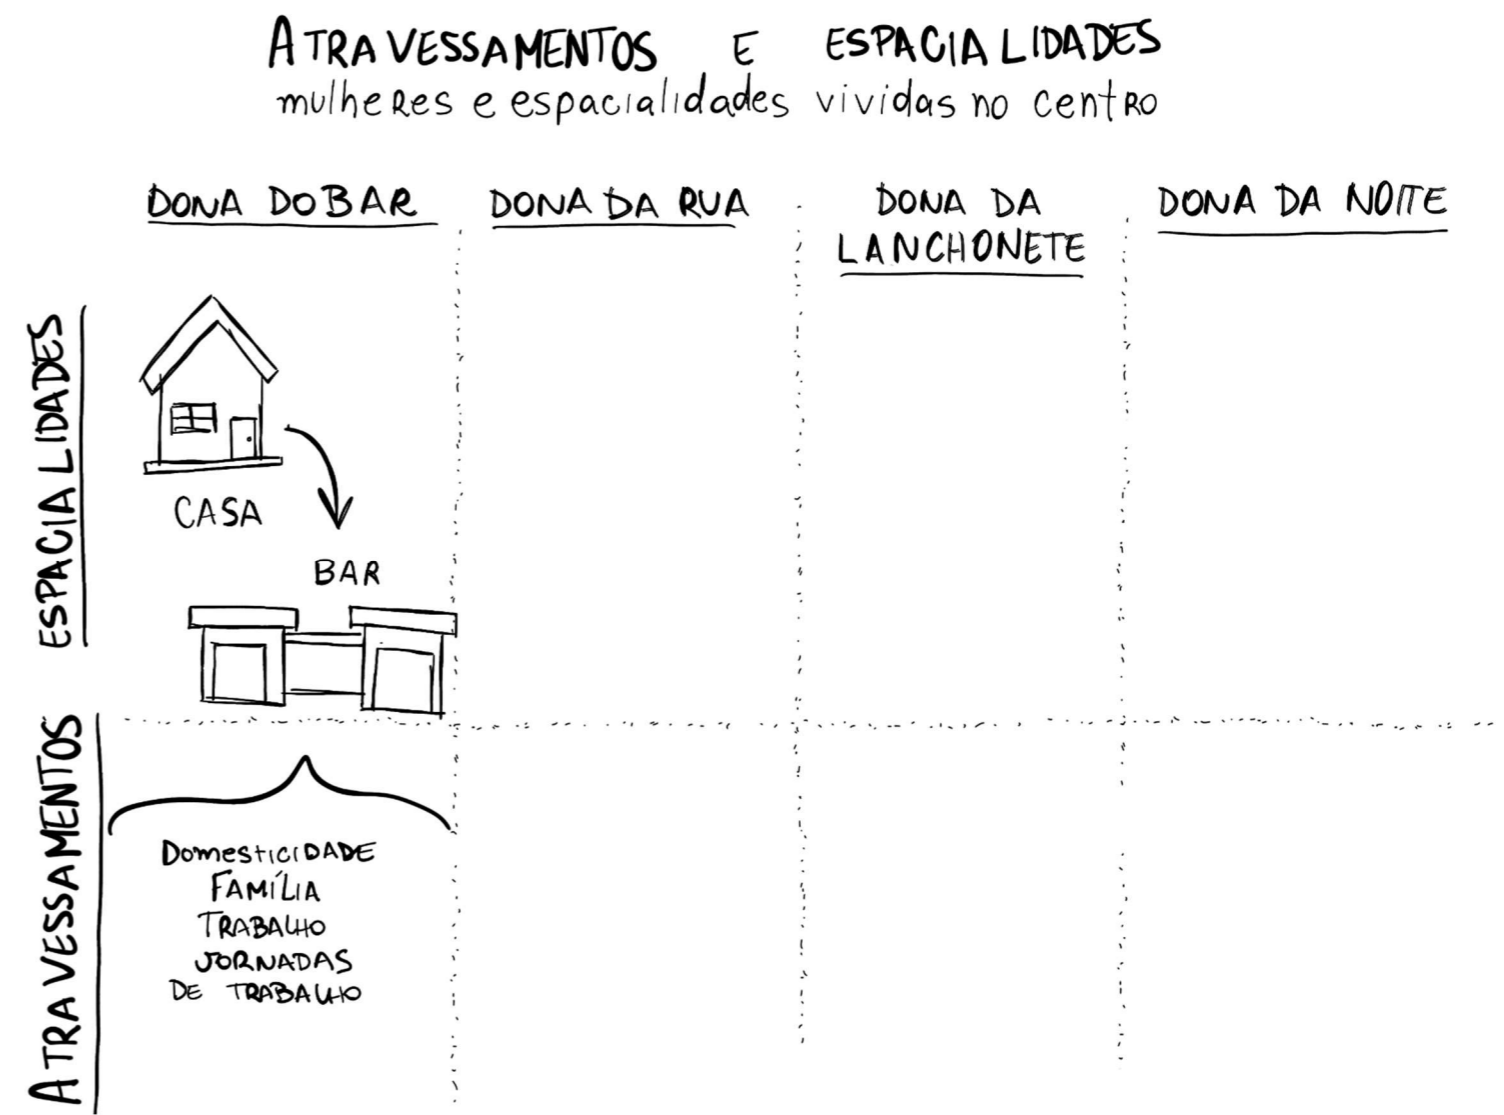 ATRAVESSAMENTOS E ESPACIALIDADES
mulheres e espacialidades vividas no centro
DONA DO BAR
DONA DA RUA
DONA DA
LANCHONETE
DONA DA NOITE
ESPACIALIDADES
CASA
BAR
ATRAVESSAMENTOS
DOMESTICIDADE
FAMÍLIA
TRABALHO
JORNADAS
DE TRABALHO